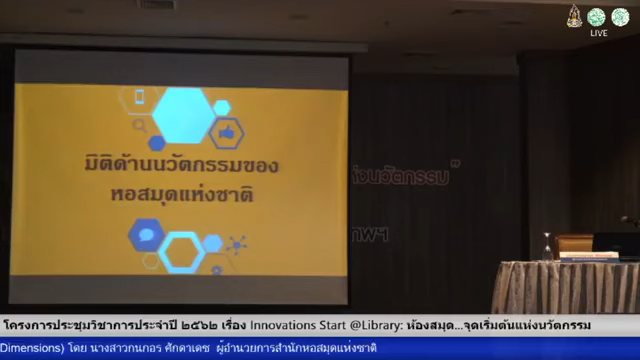 LIVE
มิติด้านนวัตกรรมของ
หอสมุดแห่งชาติ
แห่งนวัตกรรม"
เทพฯ
โครงการประชุมวิชาการประจำปี ๒๕๖๒ เรื่อง Innovations Start @Library: ห้องสมุด...จุดเริ่มต้นแห่งนวัตกรรม
Dimensions) โดย นางสาวกนกอร ศักดาเดช ผู้อำนวยการสำนักหอสมุดแห่งชาติ